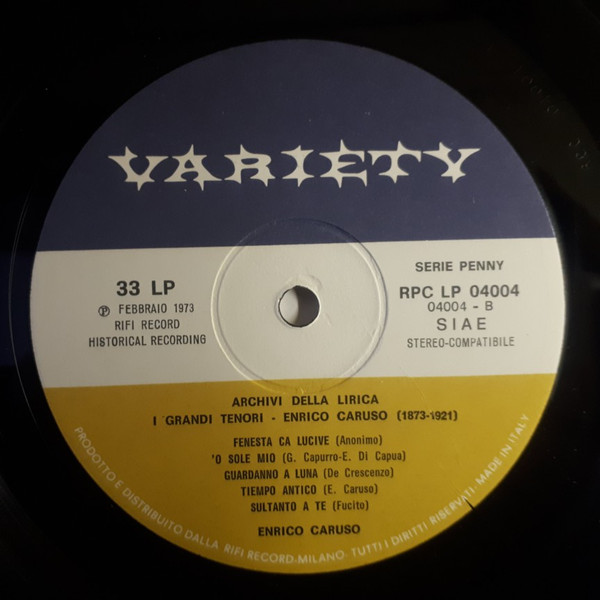 VARIETY
33 LP
℗ FEBBRAIO 1973
RIFI RECORD
HISTORICAL RECORDING
SERIE PENNY
RPC LP 04004
04004 - B
SIAE
STEREO-COMPATIBILE
ARCHIVI DELLA LIRICA
I GRANDI TENORI - ENRICO CARUSO (1873-1921)
FENESTA CA LUCIVE (Anonimo)
'O SOLE MIO (G. Capurro-E. Di Capua)
GUARDANNO A LUNA (De Crescenzo)
TIEMPO ANTICO (E. Caruso)
SULTANTO A TE (Fucito)
ENRICO CARUSO
PRODOTTO E DISTRIBUITO DALLA RIFI RECORD-MILANO. TUTTI I DIRITTI RISERVATI. MADE IN ITALY